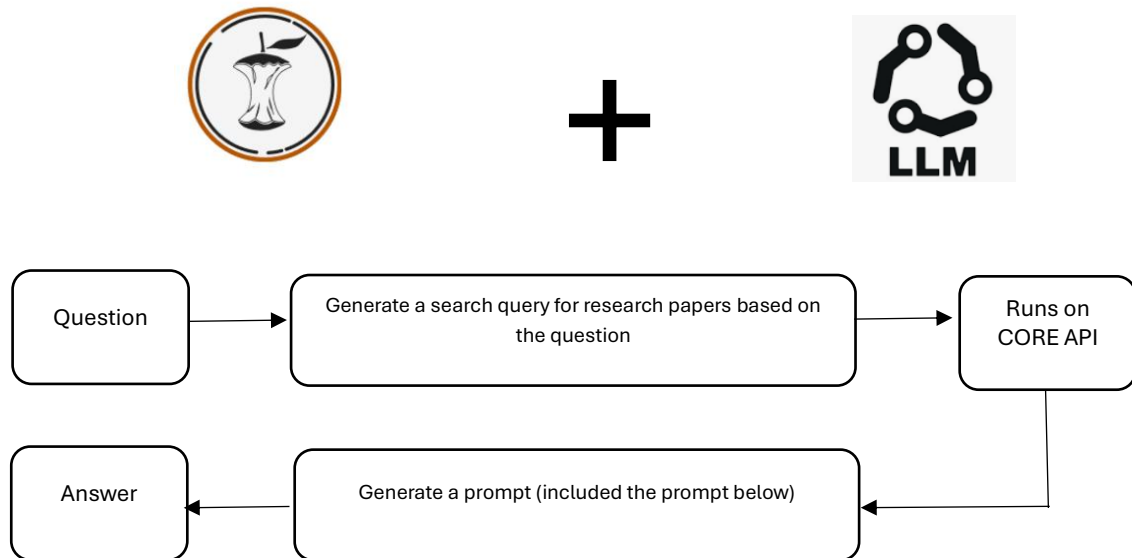 LLM
Question
Generate a search query for research papers based on
the question
Runs on
CORE API
Answer
Generate a prompt (included the prompt below)